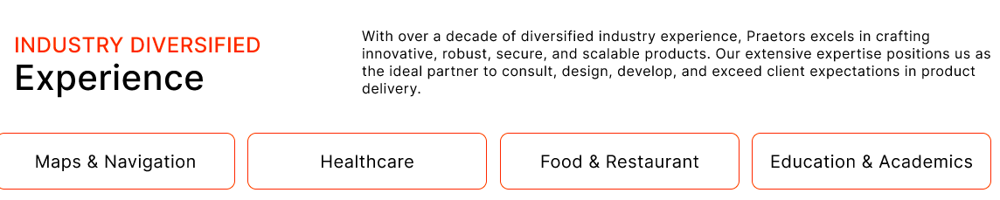 INDUSTRY DIVERSIFIED
Experience
With over a decade of diversified industry experience, Praetors excels in crafting
innovative, robust, secure, and scalable products. Our extensive expertise positions us as
the ideal partner to consult, design, develop, and exceed client expectations in product
delivery.
Maps & Navigation
Healthcare
Food & Restaurant
Education & Academics